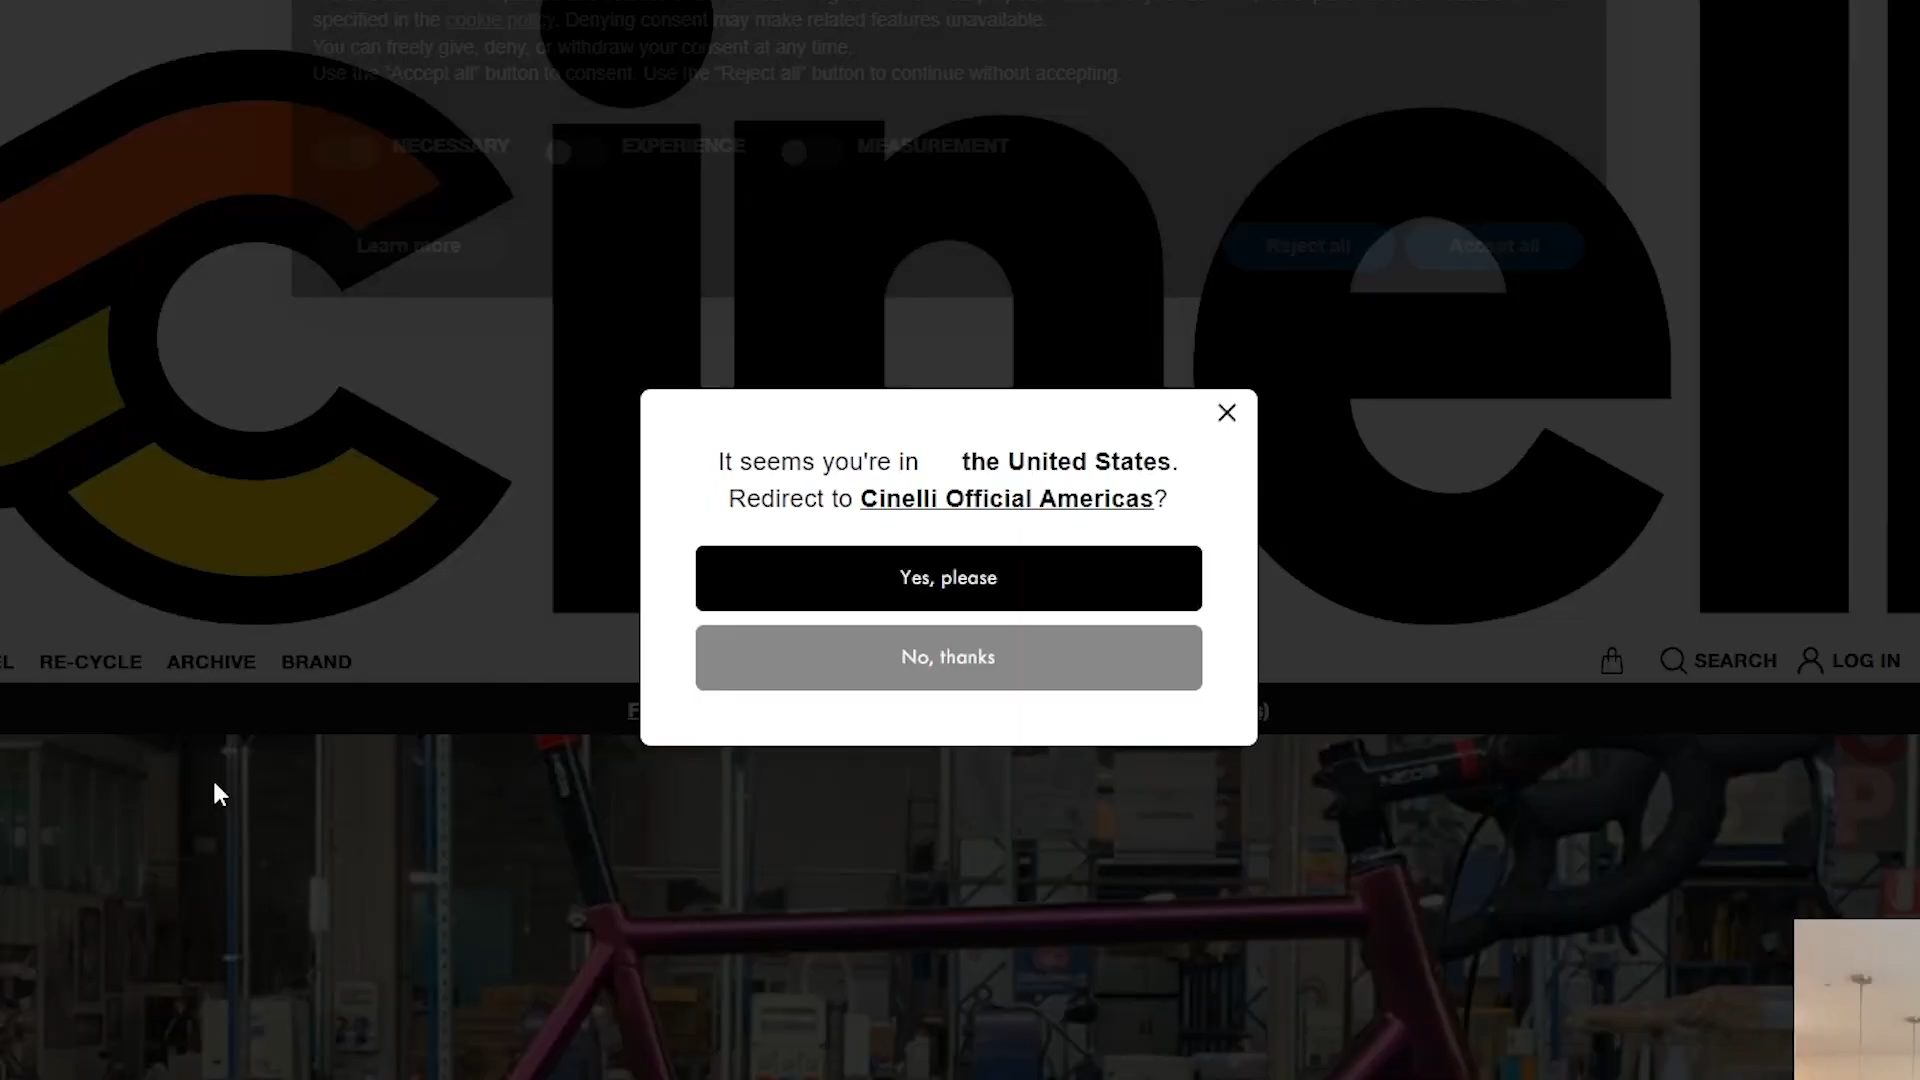 specified in the cookie policy. Denying consent may make related features unavailable.
You can freely give, deny, or withdraw your consent at any time.
Use the "Accept all" button to consent. Use the "Reject all" button to continue without accepting.
NECESSARY EXPERIENCE MEASUREMENT
Learn more Reject all Accept all
cinel
It seems you're in the United States.
Redirect to Cinelli Official Americas?
Yes, please
No, thanks
RE-CYCLE ARCHIVE BRAND SEARCH LOG IN